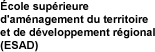 École supérieure
d'aménagement du territoire
et de développement régional
(ESAD)